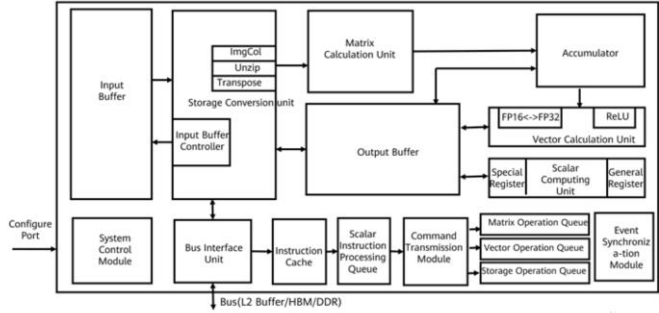 Input
Buffer
ImgCol
Unzip
Transpose
Storage Conversion unit
Input Buffer
Controller
Matrix
Calculation Unit
Accumulator
Output Buffer
FP16<->FP32
ReLU
Vector Calculation Unit
Special
Register
Scalar
Computing
Unit
General
Register
Configure
Port
System
Control
Module
Bus Interface
Unit
Instruction
Cache
Scalar
Instruction
Processing
Queue
Command
Transmission
Module
Matrix Operation Queue
Vector Operation Queue
Storage Operation Queue
Event
Synchroniz
a-tion
Module
Bus(L2 Buffer/HBM/DDR)